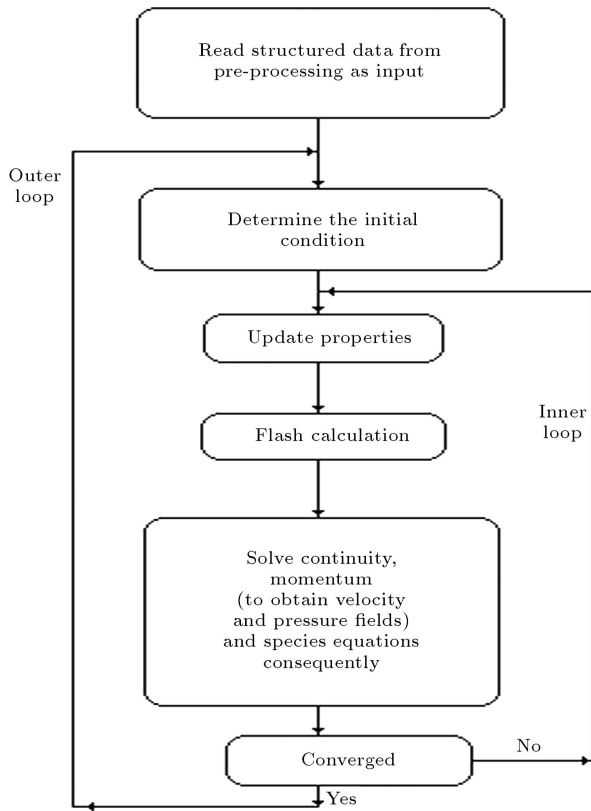 Read structured data from
pre-processing as input
Outer
loop
Determine the initial
condition
Update properties
Inner
loop
Flash calculation
Solve continuity,
momentum
(to obtain velocity
and pressure fields)
and species equations
consequently
Converged
No
Yes